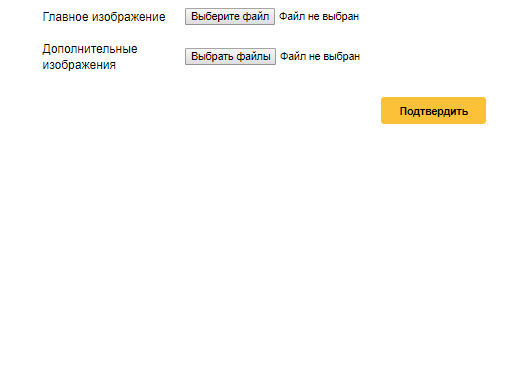 Главное изображение Выберите файл Файл не выбран
Дополнительные
изображения Выбрать файлы Файл не выбран
Подтвердить